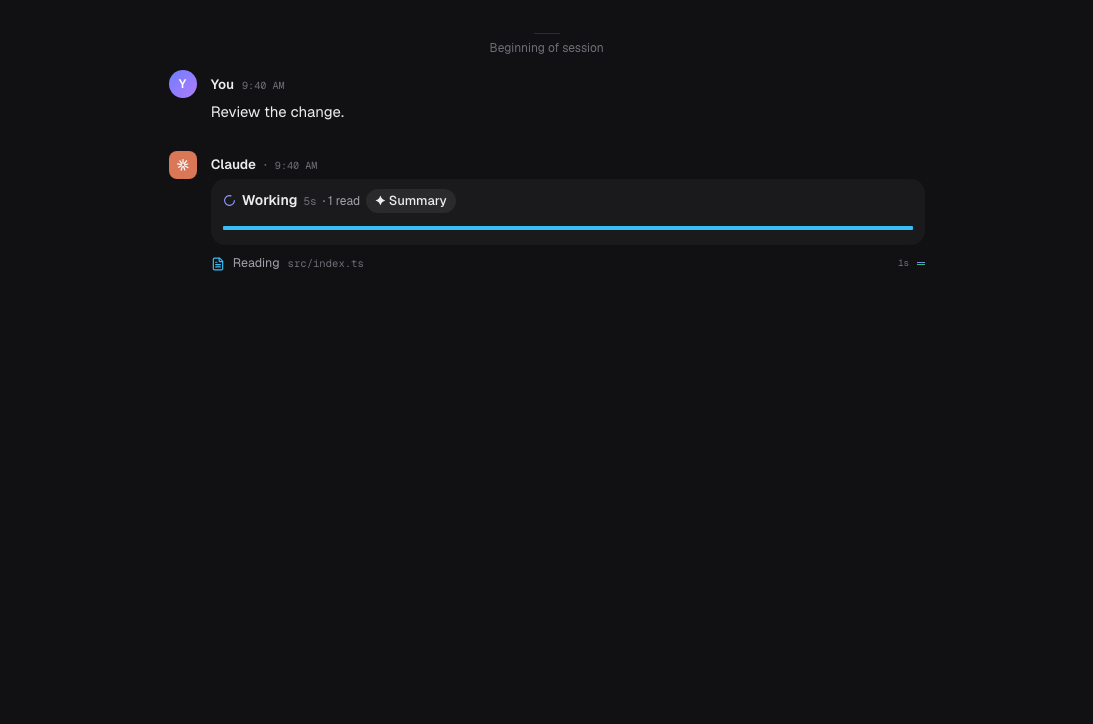 Beginning of session
Y You 9:40 AM
Review the change.
Claude · 9:40 AM
Working 5s · 1 read Summary
Reading src/index.ts 1s